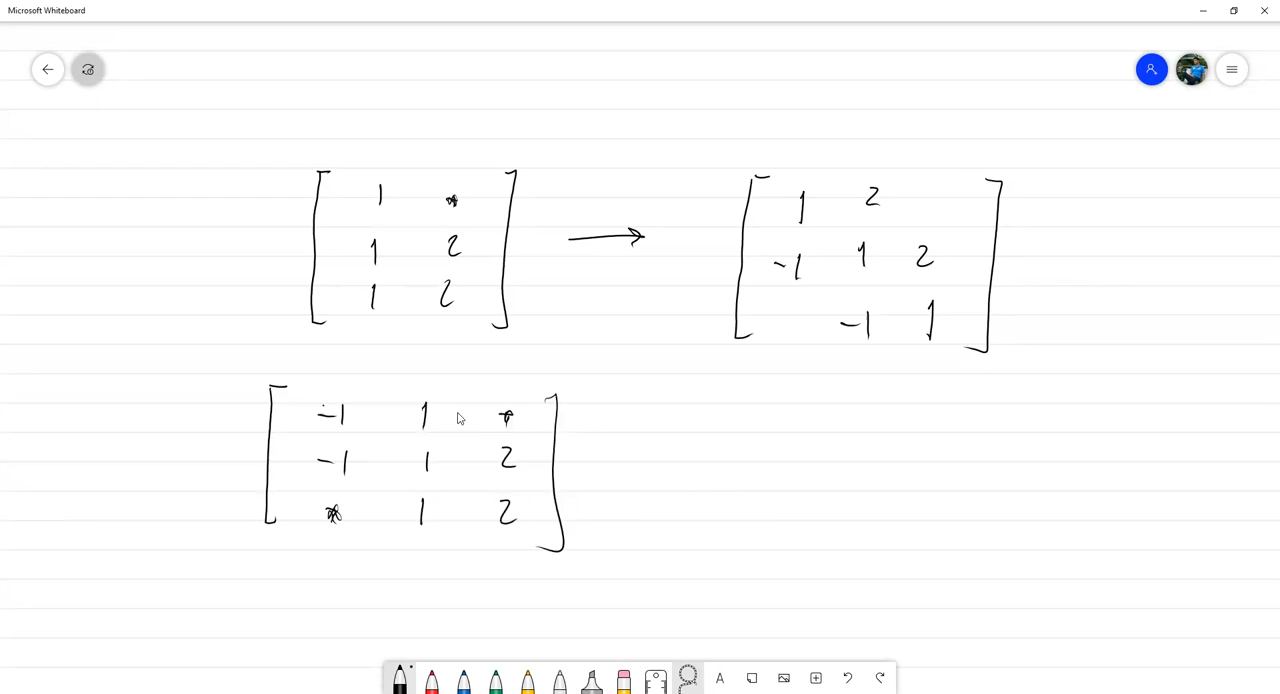 Microsoft Whiteboard
1 *
1 2
1 2
→
1 2
-1 1 2
-1 1
-1 1 *
-1 1 2
* 1 2
A